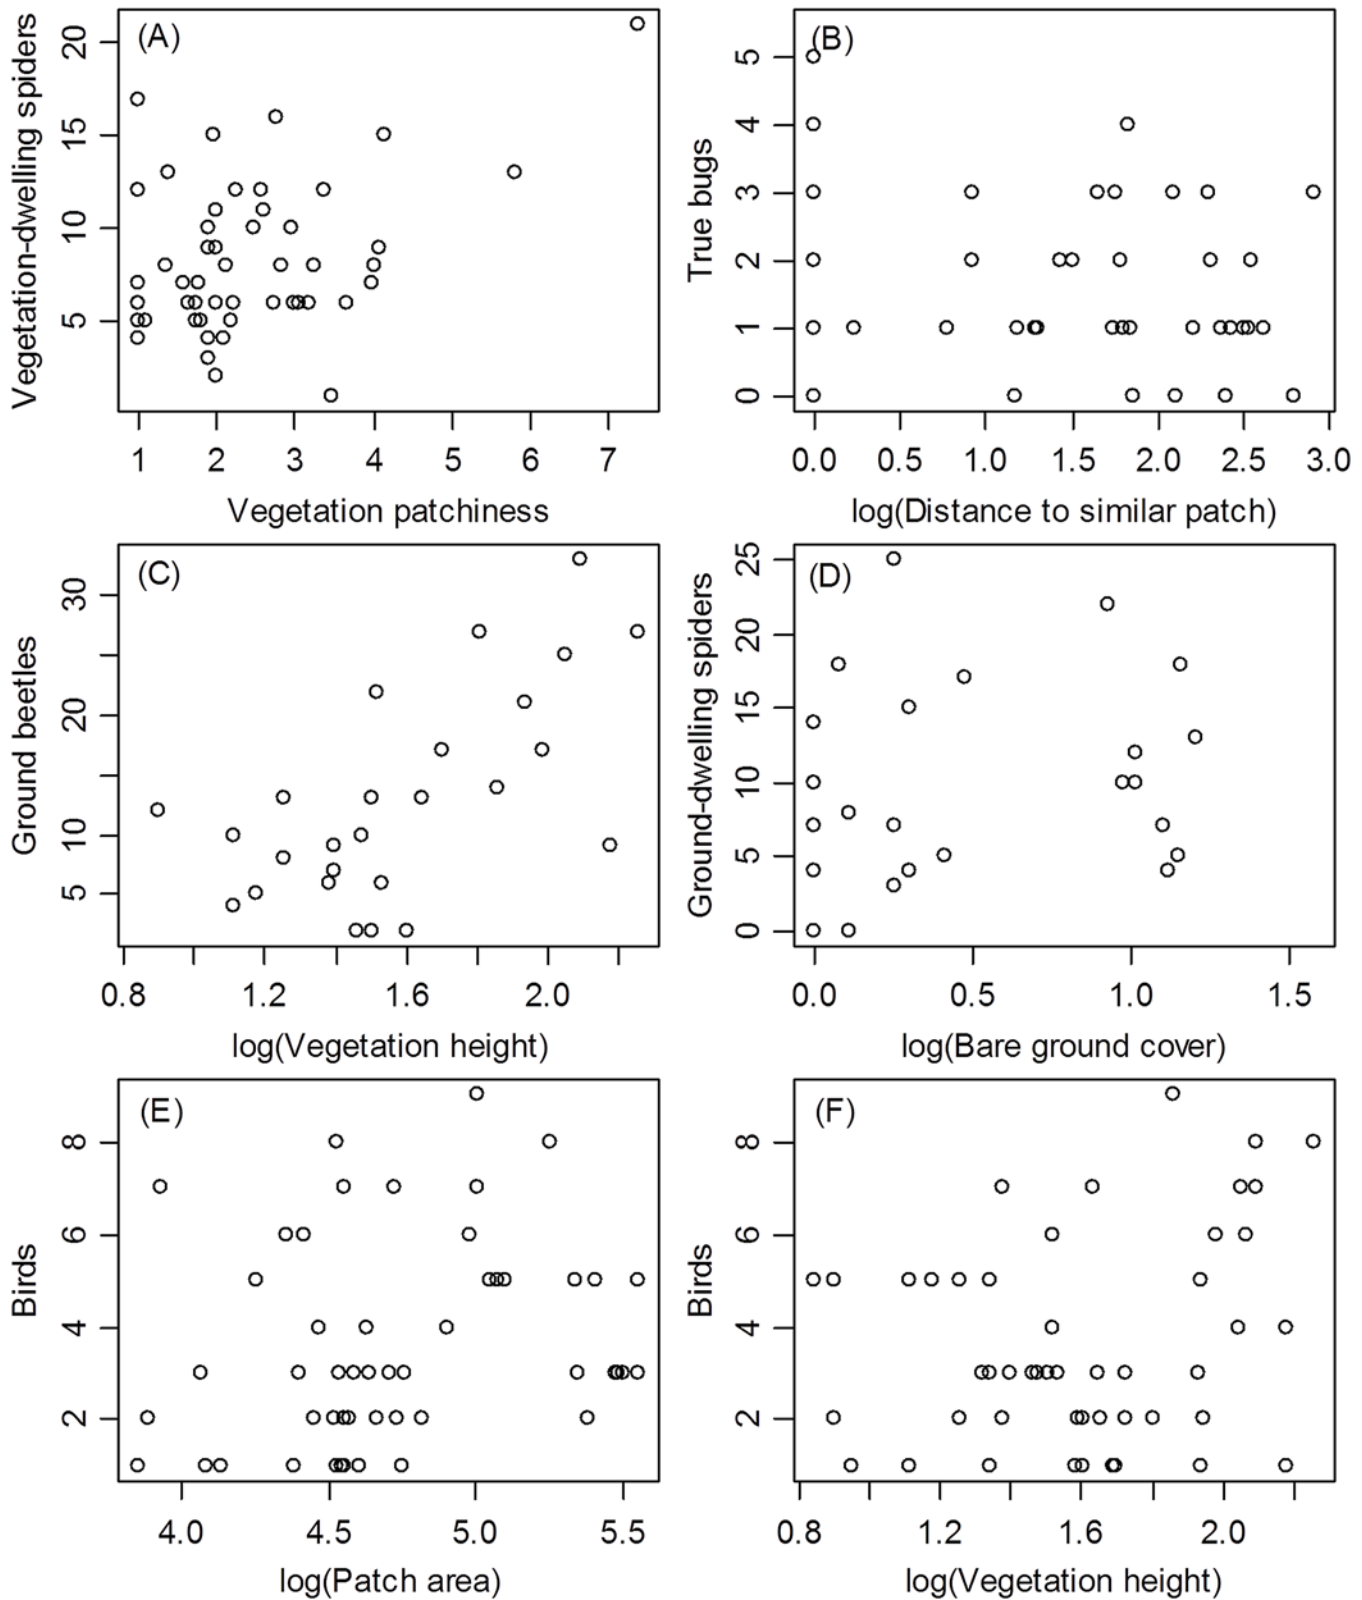 (A)
Vegetation-dwelling spiders
20
15
10
5
1 2 3 4 5 6 7
Vegetation patchiness
(B)
True bugs
5
4
3
2
1
0
0.0 0.5 1.0 1.5 2.0 2.5 3.0
log(Distance to similar patch)
(C)
Ground beetles
30
20
10
5
0.8 1.2 1.6 2.0
log(Vegetation height)
(D)
Ground-dwelling spiders
25
20
15
10
5
0
0.0 0.5 1.0 1.5
log(Bare ground cover)
(E)
Birds
8
6
4
2
4.0 4.5 5.0 5.5
log(Patch area)
(F)
Birds
8
6
4
2
0.8 1.2 1.6 2.0
log(Vegetation height)